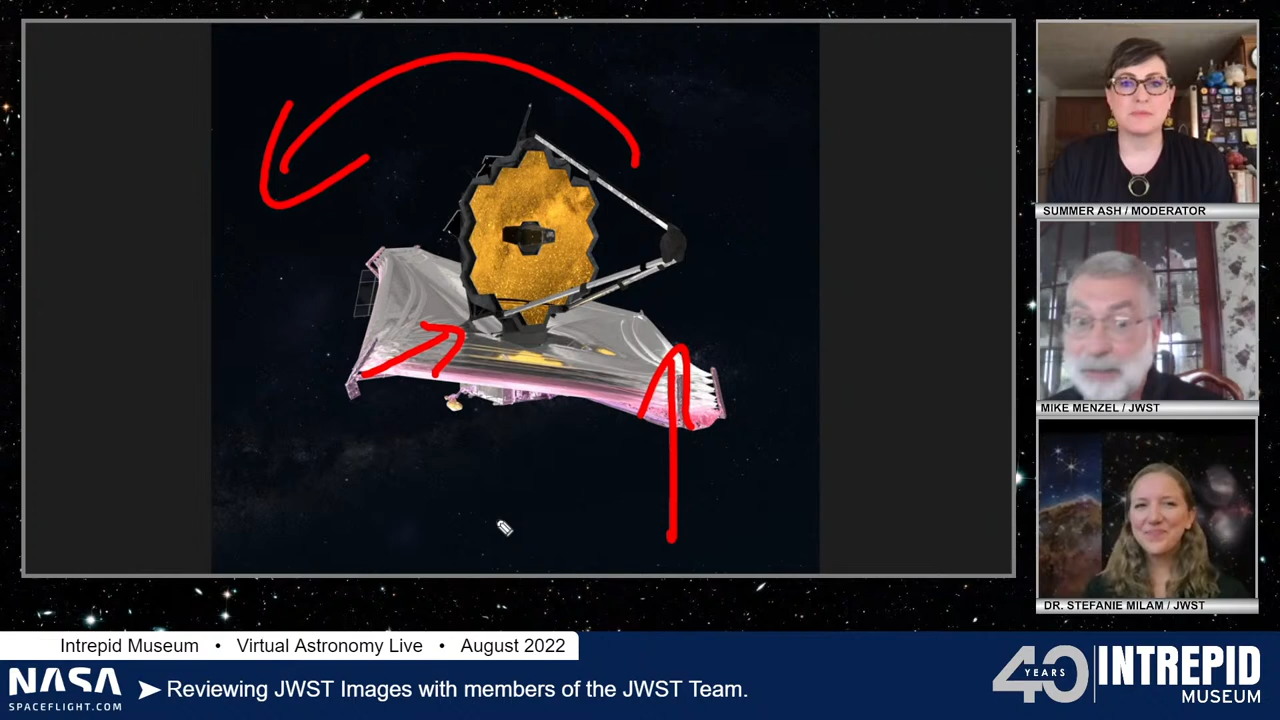 SUMMER ASH / MODERATOR
MIKE MENZEL / JWST
DR. STEFANIE MILAM / JWST
Intrepid Museum • Virtual Astronomy Live • August 2022
NASA
SPACEFLIGHT.COM
Reviewing JWST Images with members of the JWST Team.
40
YEARS
INTREPID
MUSEUM